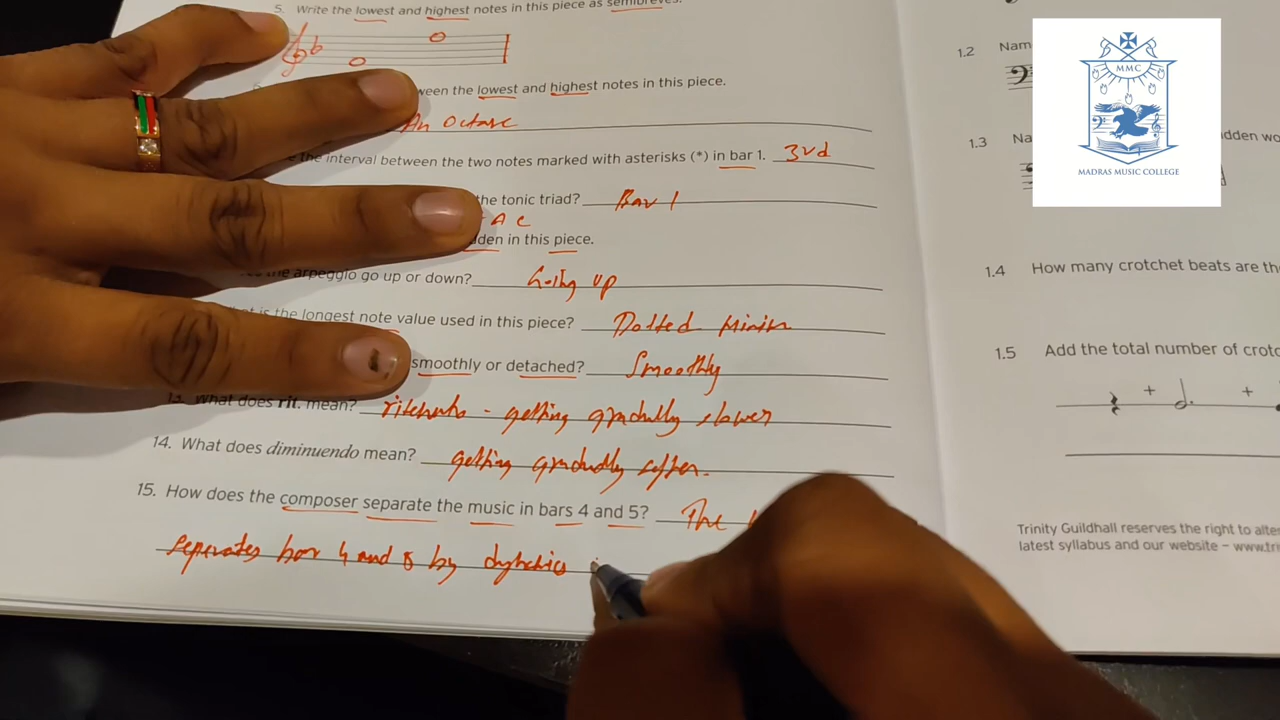 5. Write the lowest and highest notes in this piece as semibreves.
ween the lowest and highest notes in this piece.
An Octave
the interval between the two notes marked with asterisks (*) in bar 1. 3rd
the tonic triad? Bar 1
A C
dden in this piece.
the arpeggio go up or down? Going up
is the longest note value used in this piece? Dotted minim
smoothly or detached? Smoothly
13. What does rit. mean? - getting gradually slower
14. What does diminuendo mean? getting gradually softer.
15. How does the composer separate the music in bars 4 and 5? The
seperates bar 4 and 5 by
1.2 Nam
1.3 Na
dden wo
1.4 How many crotchet beats are the
1.5 Add the total number of crotc
+ +
Trinity Guildhall reserves the right to alte
latest syllabus and our website – www.tri
MMC
MADRAS MUSIC COLLEGE